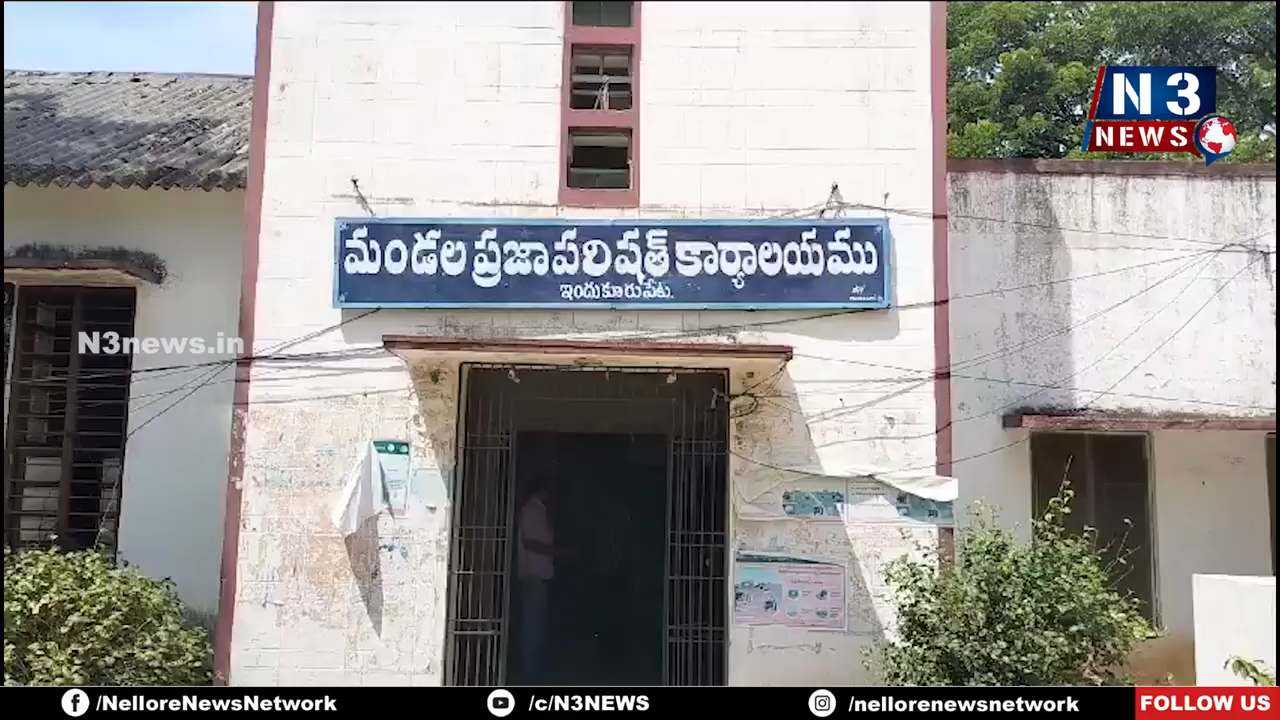 N3
NEWS
మండల ప్రజా పరిషత్ కార్యాలయము
ఇందుకూరుపేట.
N3news.in
/NelloreNewsNetwork
/c/N3NEWS
/nellorenewsnetwork
FOLLOW US